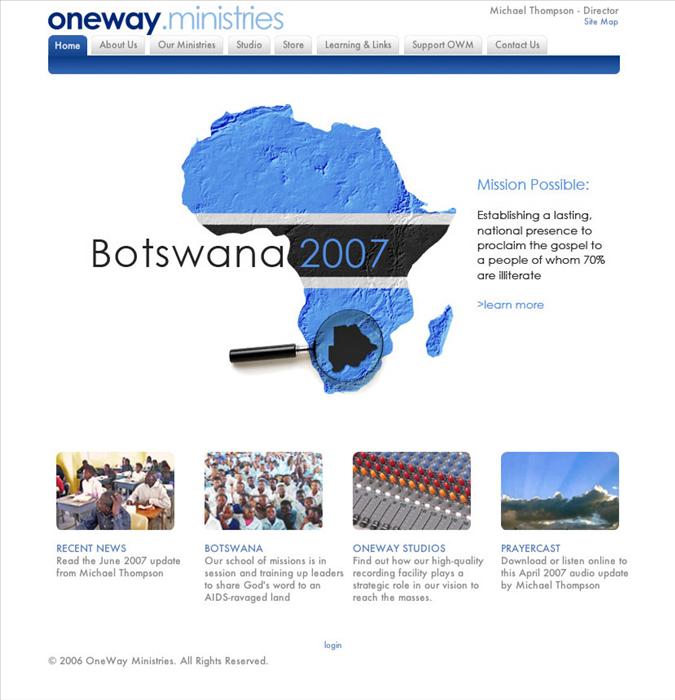 oneway.ministries
Michael Thompson - Director
Site Map
Home
About Us
Our Ministries
Studio
Store
Learning & Links
Support OWM
Contact Us
Mission Possible:
Establishing a lasting,
national presence to
proclaim the gospel to
a people of whom 70%
are illiterate
>learn more
Botswana 2007
RECENT NEWS
Read the June 2007 update
from Michael Thompson
BOTSWANA
Our school of missions is in
session and training up leaders
to share God's word to an
AIDS-ravaged land
ONEWAY STUDIOS
Find out how our high-quality
recording facility plays a
strategic role in our vision to
reach the masses.
PRAYERCAST
Download or listen online to
this April 2007 audio update
by Michael Thompson
login
© 2006 OneWay Ministries. All Rights Reserved.